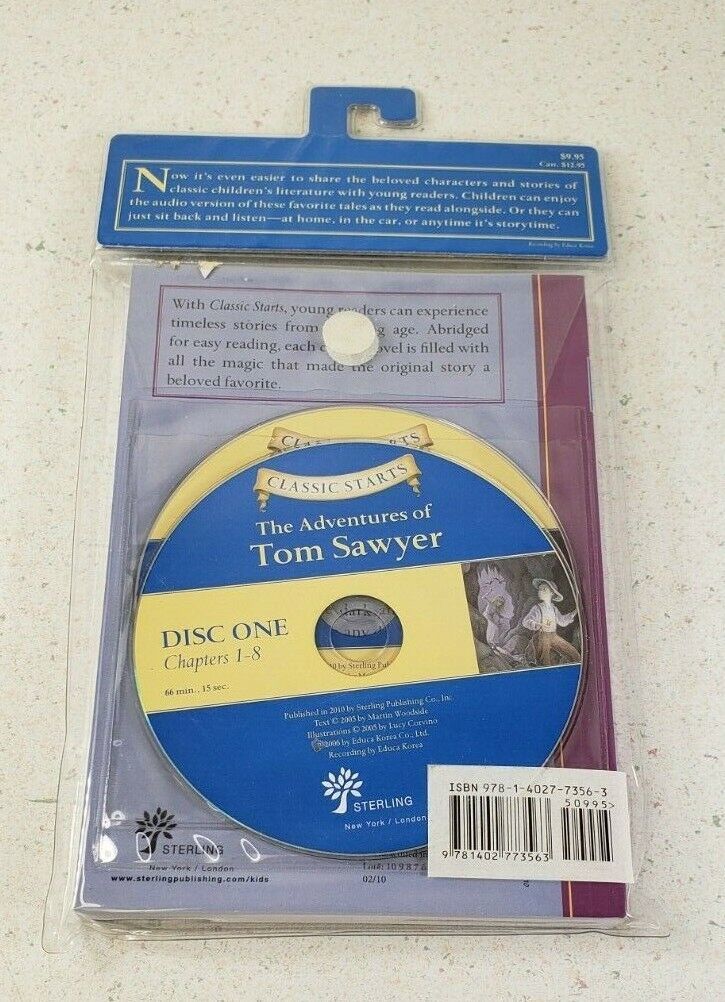 $9.95
Can. $12.95
Now it's even easier to share the beloved characters and stories of
classic children's literature with young readers. Children can enjoy
the audio version of these favorite tales as they read alongside. Or they can
just sit back and listen—at home, in the car, or anytime it's storytime.
Recording by Educa Korea
With Classic Starts, young readers can experience
timeless stories from age. Abridged
for easy reading, each novel is filled with
all the magic that made the original story a
beloved favorite.
CLASSIC STARTS
The Adventures of
Tom Sawyer
DISC ONE
Chapters 1-8
66 min., 15 sec.
Published in 2010 by Sterling Publishing Co., Inc.
Text © 2005 by Martin Woodside
Illustrations © 2005 by Lucy Corvino
© 2006 by Educa Korea Co., Ltd.
Recording by Educa Korea
STERLING
New York / London
ISBN 978-1-4027-7356-3
50995>
9 781402 773563
STERLING
New York / London
www.sterlingpublishing.com/kids
Lot#: 10 9 8 7 6
02/10